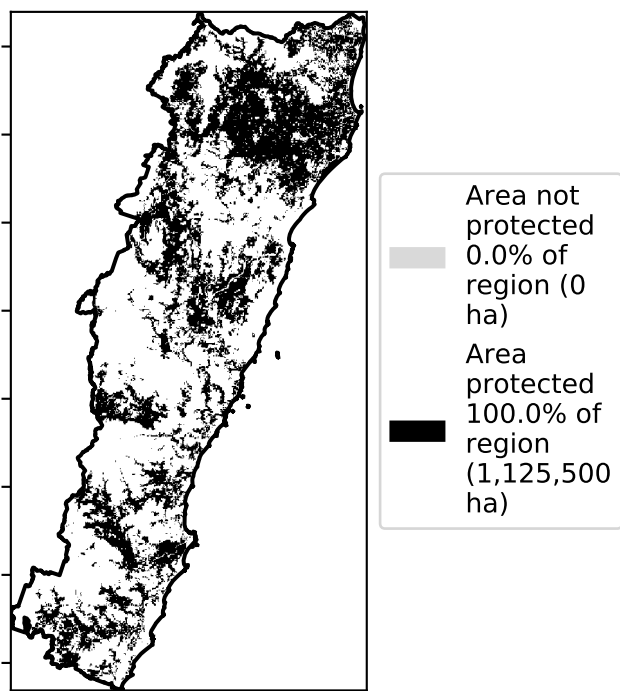 Area not
protected
0.0% of
region (0
ha)
Area
protected
100.0% of
region
(1,125,500
ha)